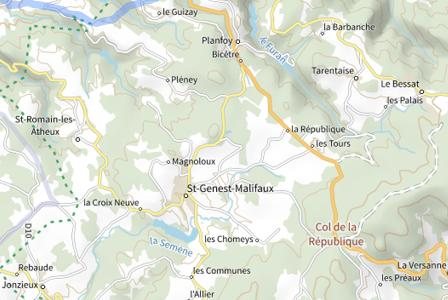 le Guizay
Planfoy
Bicêtre
le Furan
la Barbanche
Tarentaise
Le Bessat
les Palais
Pléney
St-Romain-les-
Atheux
la République
les Tours
Magnoloux
St-Genest-Malifaux
la Croix Neuve
D10
la Semène
les Chomeys
Col de la
République
Rebaude
Jonzieux
les Communes
l'Allier
La Versanne
les Préaux